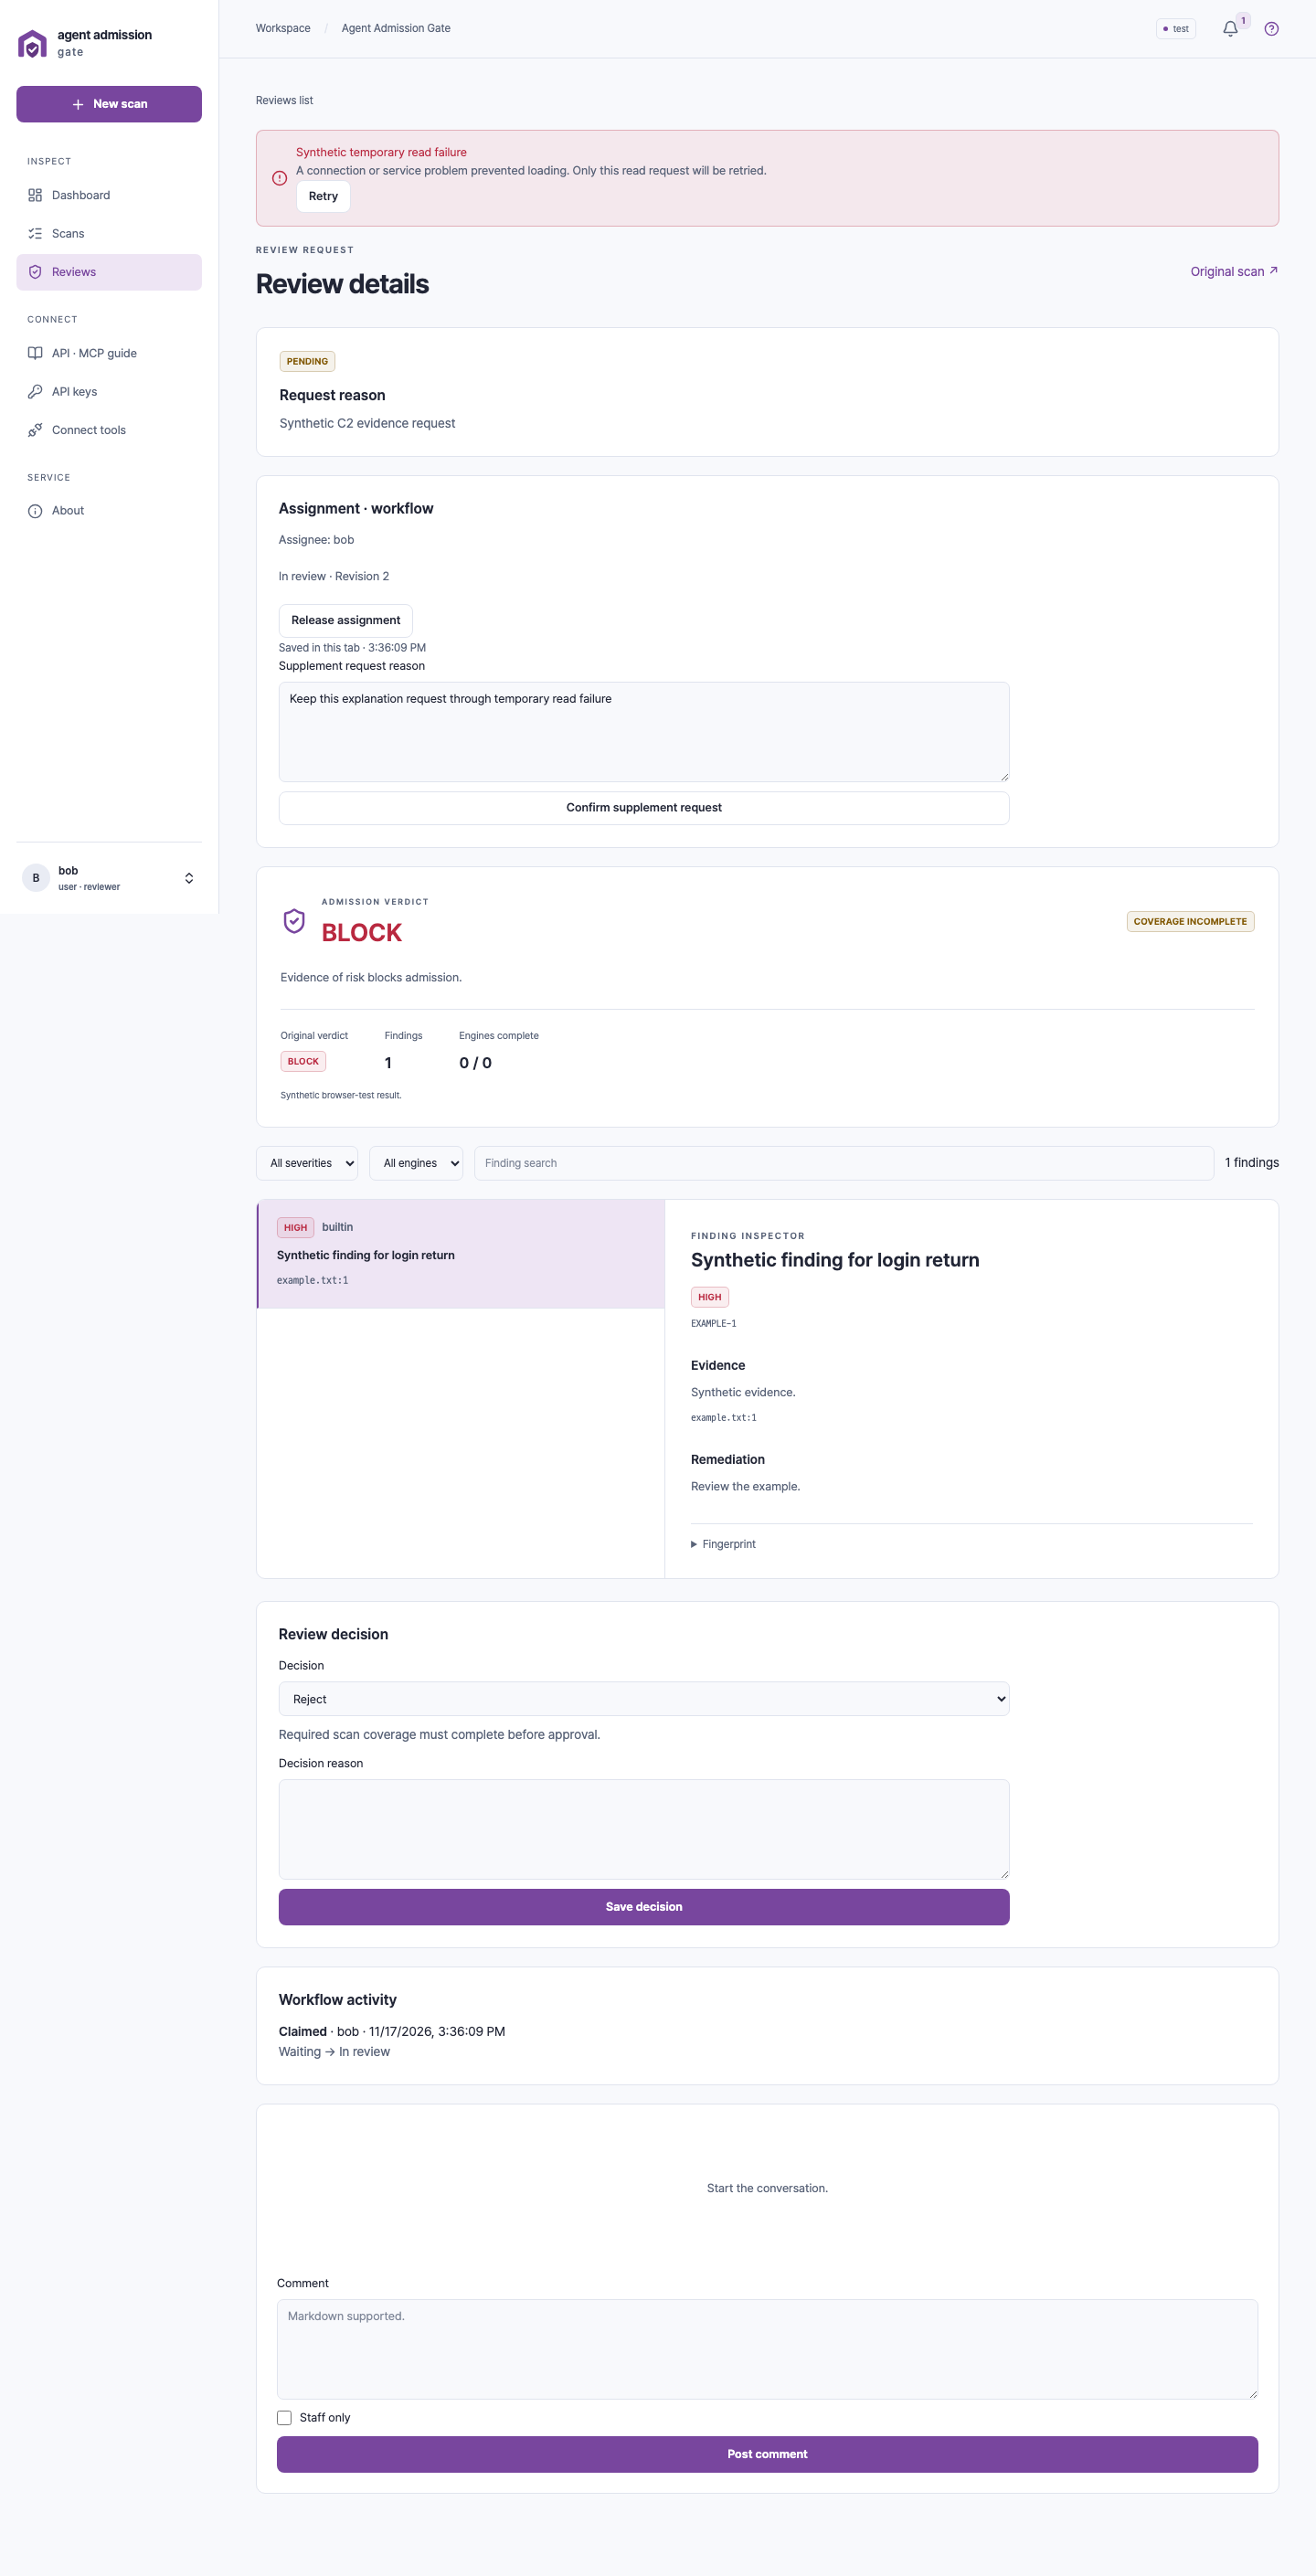 agent admission
gate
New scan
INSPECT
Dashboard
Scans
Reviews
CONNECT
API · MCP guide
API keys
Connect tools
SERVICE
About
B
bob
user · reviewer
Workspace / Agent Admission Gate
test
1
Reviews list
Synthetic temporary read failure
A connection or service problem prevented loading. Only this read request will be retried.
Retry
REVIEW REQUEST
Review details
Original scan ↗
PENDING
Request reason
Synthetic C2 evidence request
Assignment · workflow
Assignee: bob
In review · Revision 2
Release assignment
Saved in this tab · 3:36:09 PM
Supplement request reason
Keep this explanation request through temporary read failure
Confirm supplement request
ADMISSION VERDICT
BLOCK
COVERAGE INCOMPLETE
Evidence of risk blocks admission.
Original verdict Findings Engines complete
BLOCK 1 0 / 0
Synthetic browser-test result.
All severities All engines Finding search 1 findings
HIGH builtin
Synthetic finding for login return
example.txt:1
FINDING INSPECTOR
Synthetic finding for login return
HIGH
EXAMPLE-1
Evidence
Synthetic evidence.
example.txt:1
Remediation
Review the example.
Fingerprint
Review decision
Decision
Reject
Required scan coverage must complete before approval.
Decision reason
Save decision
Workflow activity
Claimed · bob · 11/17/2026, 3:36:09 PM
Waiting → In review
Start the conversation.
Comment
Markdown supported.
Staff only
Post comment